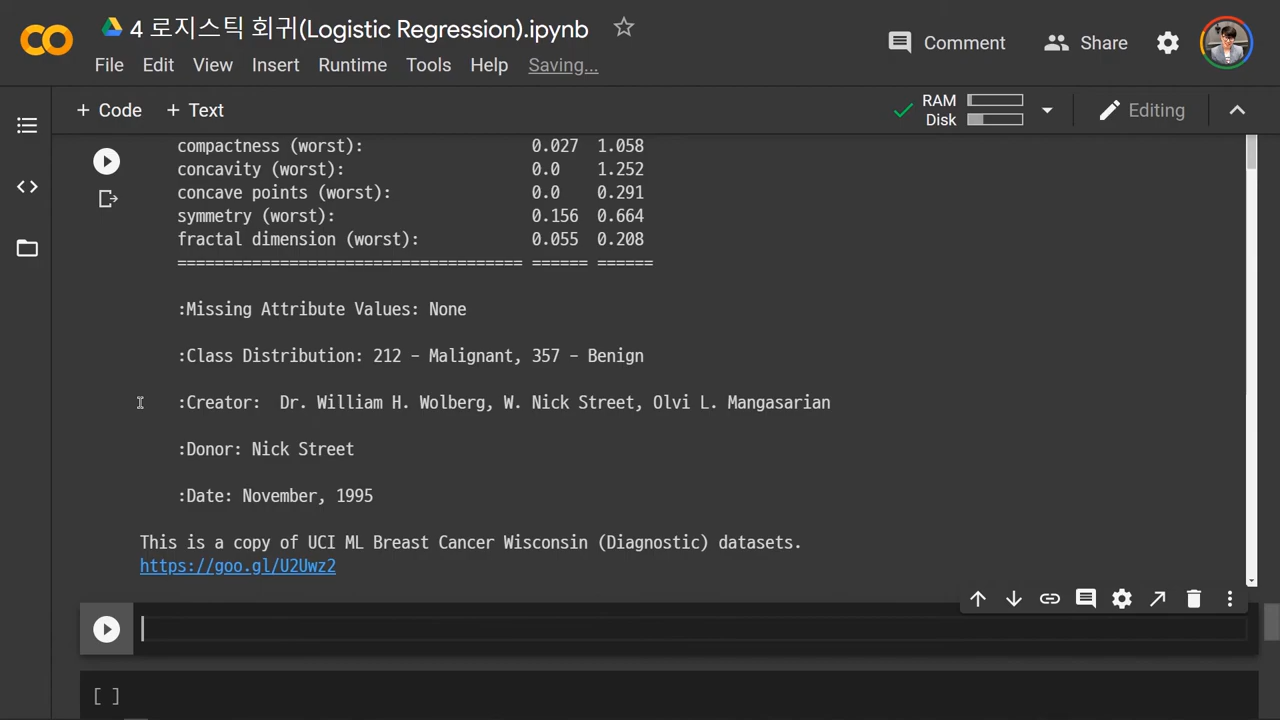 4 로지스틱 회귀(Logistic Regression).ipynb
Comment Share
File Edit View Insert Runtime Tools Help Saving...
+ Code + Text RAM Disk Editing
compactness (worst): 0.027 1.058
concavity (worst): 0.0 1.252
concave points (worst): 0.0 0.291
symmetry (worst): 0.156 0.664
fractal dimension (worst): 0.055 0.208
===================================== ====== ======
:Missing Attribute Values: None
:Class Distribution: 212 - Malignant, 357 - Benign
:Creator: Dr. William H. Wolberg, W. Nick Street, Olvi L. Mangasarian
:Donor: Nick Street
:Date: November, 1995
This is a copy of UCI ML Breast Cancer Wisconsin (Diagnostic) datasets.
https://goo.gl/U2Uwz2
[ ]